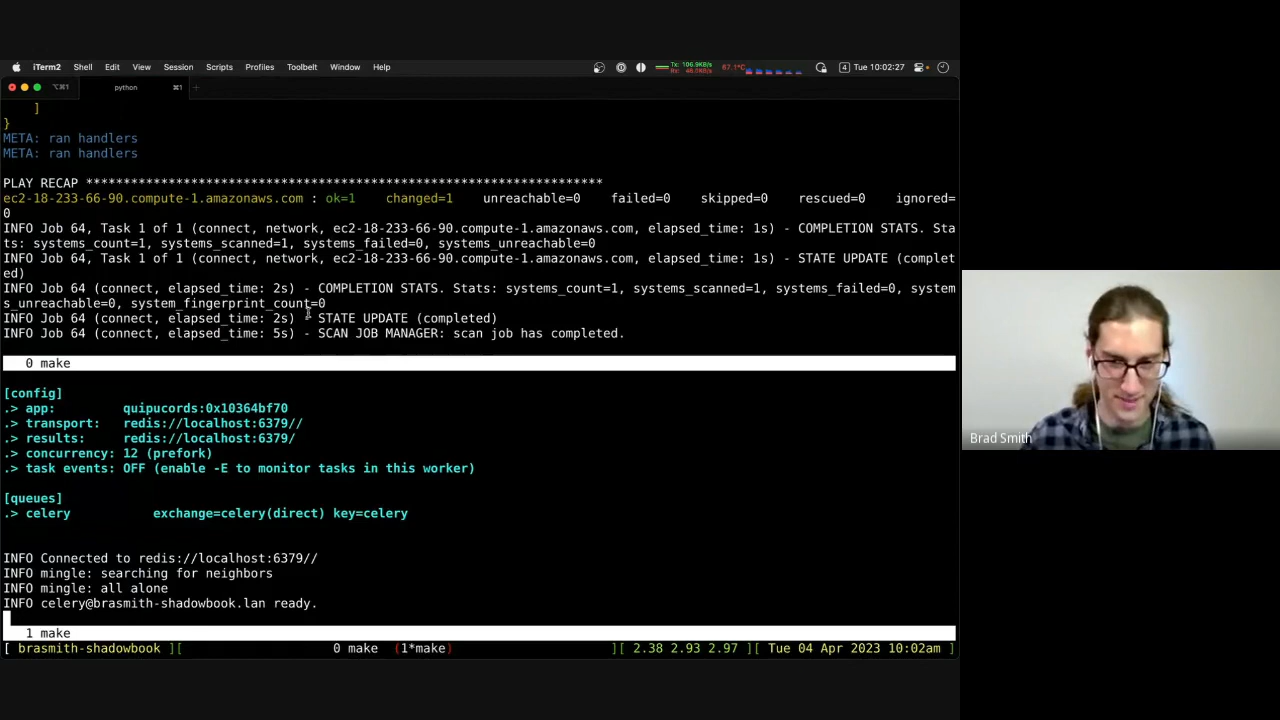 iTerm2 Shell Edit View Session Scripts Profiles Toolbelt Window Help Tx: 106.9KB/s 67.1°C 4 Tue 10:02:27
⌥⌘1 python ⌘1 +
]
}
META: ran handlers
META: ran handlers
PLAY RECAP *********************************************************************
ec2-18-233-66-90.compute-1.amazonaws.com : ok=1 changed=1 unreachable=0 failed=0 skipped=0 rescued=0 ignored=
0
INFO Job 64, Task 1 of 1 (connect, network, ec2-18-233-66-90.compute-1.amazonaws.com, elapsed_time: 1s) - COMPLETION STATS. Sta
ts: systems_count=1, systems_scanned=1, systems_failed=0, systems_unreachable=0
INFO Job 64, Task 1 of 1 (connect, network, ec2-18-233-66-90.compute-1.amazonaws.com, elapsed_time: 1s) - STATE UPDATE (complet
ed)
INFO Job 64 (connect, elapsed_time: 2s) - COMPLETION STATS. Stats: systems_count=1, systems_scanned=1, systems_failed=0, system
s_unreachable=0, system_fingerprint_count=0
INFO Job 64 (connect, elapsed_time: 2s) - STATE UPDATE (completed)
INFO Job 64 (connect, elapsed_time: 5s) - SCAN JOB MANAGER: scan job has completed.
0 make
[config]
.> app: quipucords:0x10364bf70
.> transport: redis://localhost:6379//
.> results: redis://localhost:6379/
.> concurrency: 12 (prefork)
.> task events: OFF (enable -E to monitor tasks in this worker)
[queues]
.> celery exchange=celery(direct) key=celery
INFO Connected to redis://localhost:6379//
INFO mingle: searching for neighbors
INFO mingle: all alone
INFO celery@brasmith-shadowbook.lan ready.
1 make
[ brasmith-shadowbook ][ 0 make (1*make) ][ 2.38 2.93 2.97 ][ Tue 04 Apr 2023 10:02am ]
Brad Smith